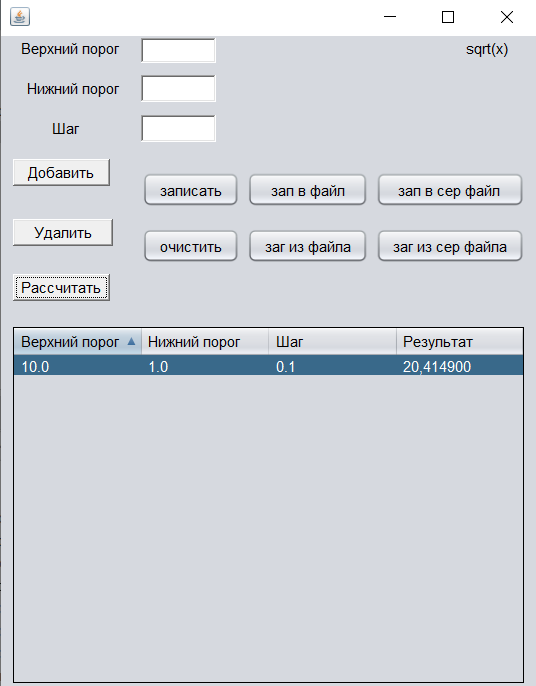 Верхний порог
sqrt(x)
Нижний порог
Шаг
Добавить
записать
зап в файл
зап в сер файл
Удалить
очистить
заг из файла
заг из сер файла
Рассчитать
Верхний порог Нижний порог Шаг Результат
10.0 1.0 0.1 20,414900